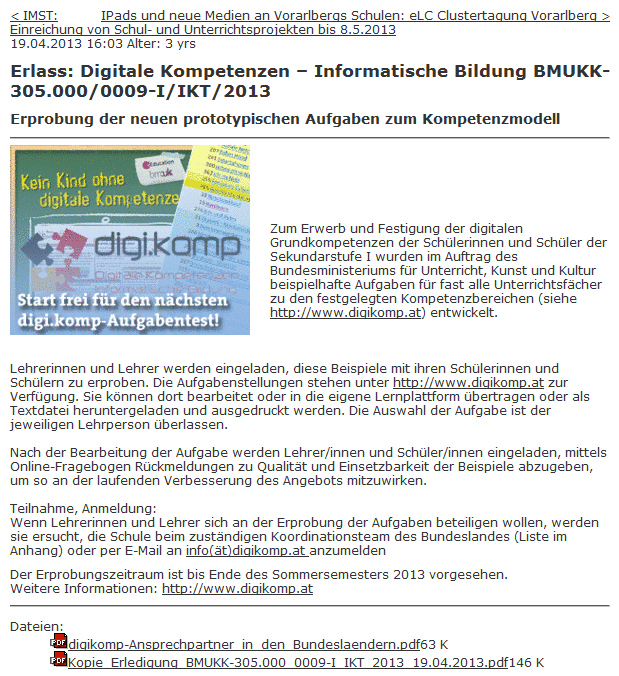 < IMST: IPads und neue Medien an Vorarlbergs Schulen: eLC Clustertagung Vorarlberg >
Einreichung von Schul- und Unterrichtsprojekten bis 8.5.2013
19.04.2013 16:03 Alter: 3 yrs
Erlass: Digitale Kompetenzen – Informatische Bildung BMUKK-
305.000/0009-I/IKT/2013
Erprobung der neuen prototypischen Aufgaben zum Kompetenzmodell
Education
bm:uk
Kein Kind ohne
digitale Kompetenzen
digi.komp
Start frei für den nächsten
digi.komp-Aufgabentest!
Zum Erwerb und Festigung der digitalen
Grundkompetenzen der Schülerinnen und Schüler der
Sekundarstufe I wurden im Auftrag des
Bundesministeriums für Unterricht, Kunst und Kultur
beispielhafte Aufgaben für fast alle Unterrichtsfächer
zu den festgelegten Kompetenzbereichen (siehe
http://www.digikomp.at) entwickelt.
Lehrerinnen und Lehrer werden eingeladen, diese Beispiele mit ihren Schülerinnen und
Schülern zu erproben. Die Aufgabenstellungen stehen unter http://www.digikomp.at zur
Verfügung. Sie können dort bearbeitet oder in die eigene Lernplattform übertragen oder als
Textdatei heruntergeladen und ausgedruckt werden. Die Auswahl der Aufgabe ist der
jeweiligen Lehrperson überlassen.
Nach der Bearbeitung der Aufgabe werden Lehrer/innen und Schüler/innen eingeladen, mittels
Online-Fragebogen Rückmeldungen zu Qualität und Einsetzbarkeit der Beispiele abzugeben,
um so an der laufenden Verbesserung des Angebots mitzuwirken.
Teilnahme, Anmeldung:
Wenn Lehrerinnen und Lehrer sich an der Erprobung der Aufgaben beteiligen wollen, werden
sie ersucht, die Schule beim zuständigen Koordinationsteam des Bundeslandes (Liste im
Anhang) oder per E-Mail an info(ät)digikomp.at anzumelden
Der Erprobungszeitraum ist bis Ende des Sommersemesters 2013 vorgesehen.
Weitere Informationen: http://www.digikomp.at
Dateien:
digikomp-Ansprechpartner_in_den_Bundeslaendern.pdf63 K
Kopie_Erledigung_BMUKK-305.000_0009-I_IKT_2013_19.04.2013.pdf146 K